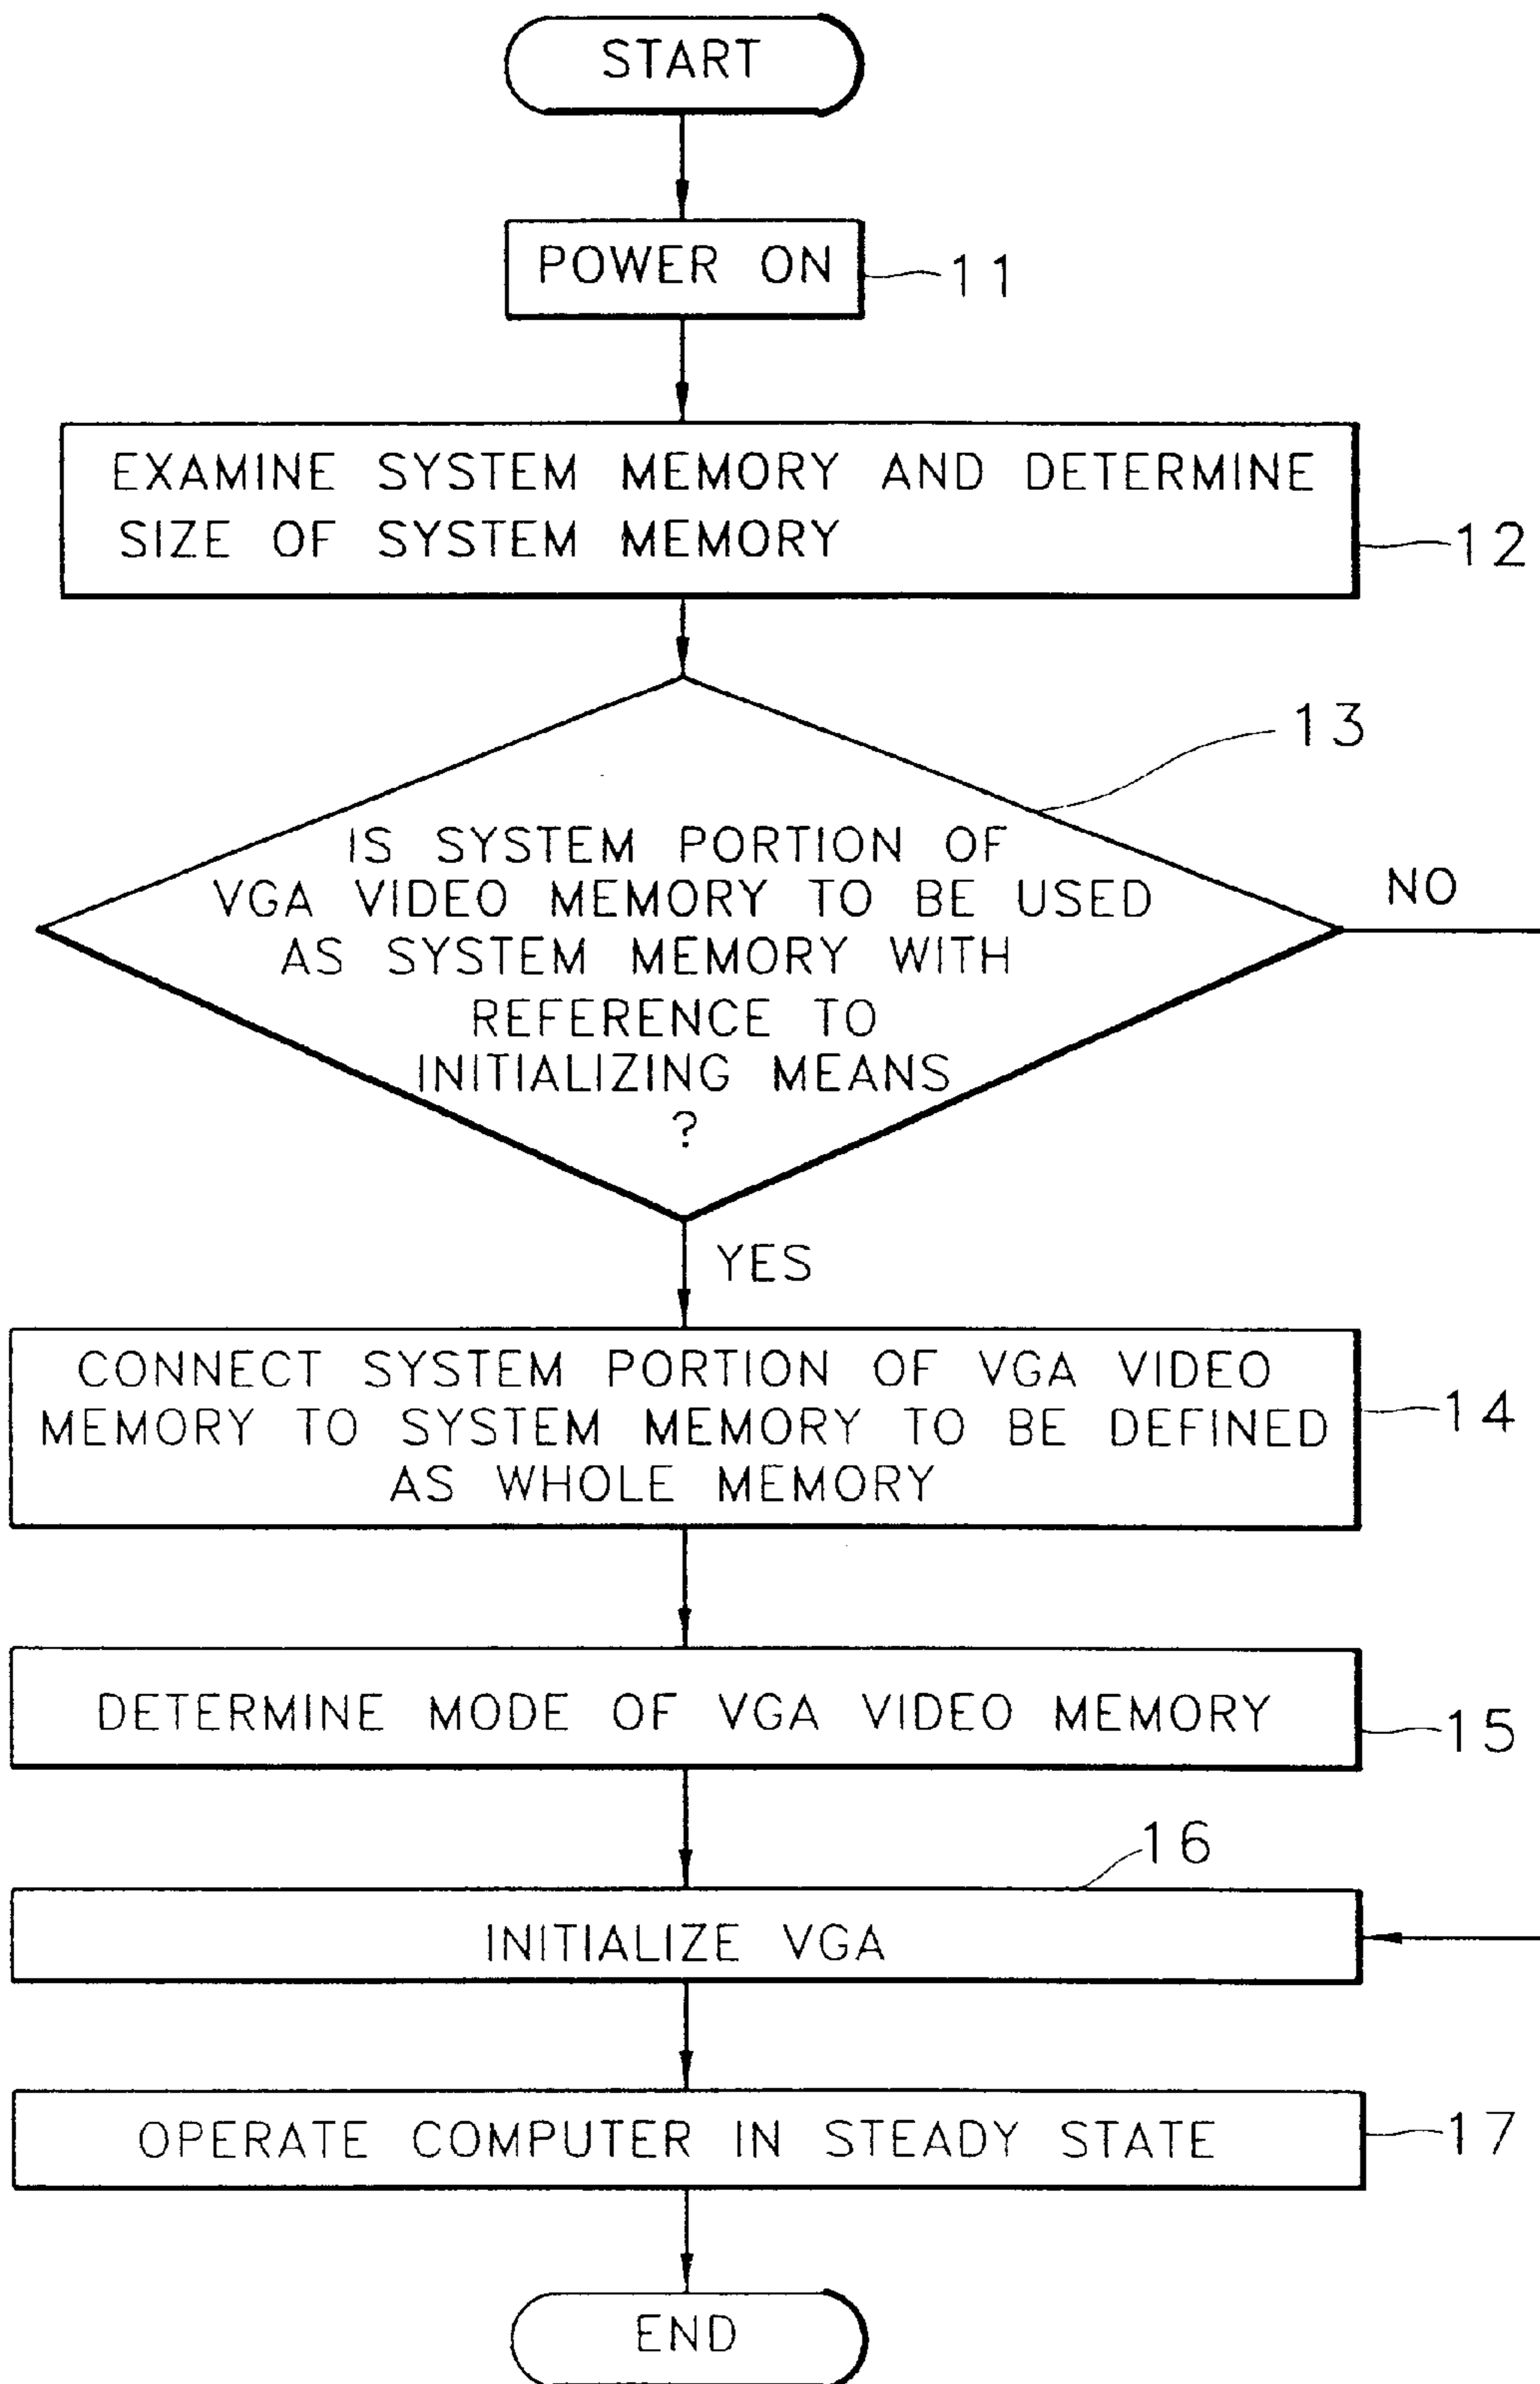 START
POWER ON
11
EXAMINE SYSTEM MEMORY AND DETERMINE
SIZE OF SYSTEM MEMORY
12
13
IS SYSTEM PORTION OF
VGA VIDEO MEMORY TO BE USED
AS SYSTEM MEMORY WITH
REFERENCE TO
INITIALIZING MEANS
?
NO
YES
CONNECT SYSTEM PORTION OF VGA VIDEO
MEMORY TO SYSTEM MEMORY TO BE DEFINED
AS WHOLE MEMORY
14
DETERMINE MODE OF VGA VIDEO MEMORY
15
16
INITIALIZE VGA
OPERATE COMPUTER IN STEADY STATE
17
END